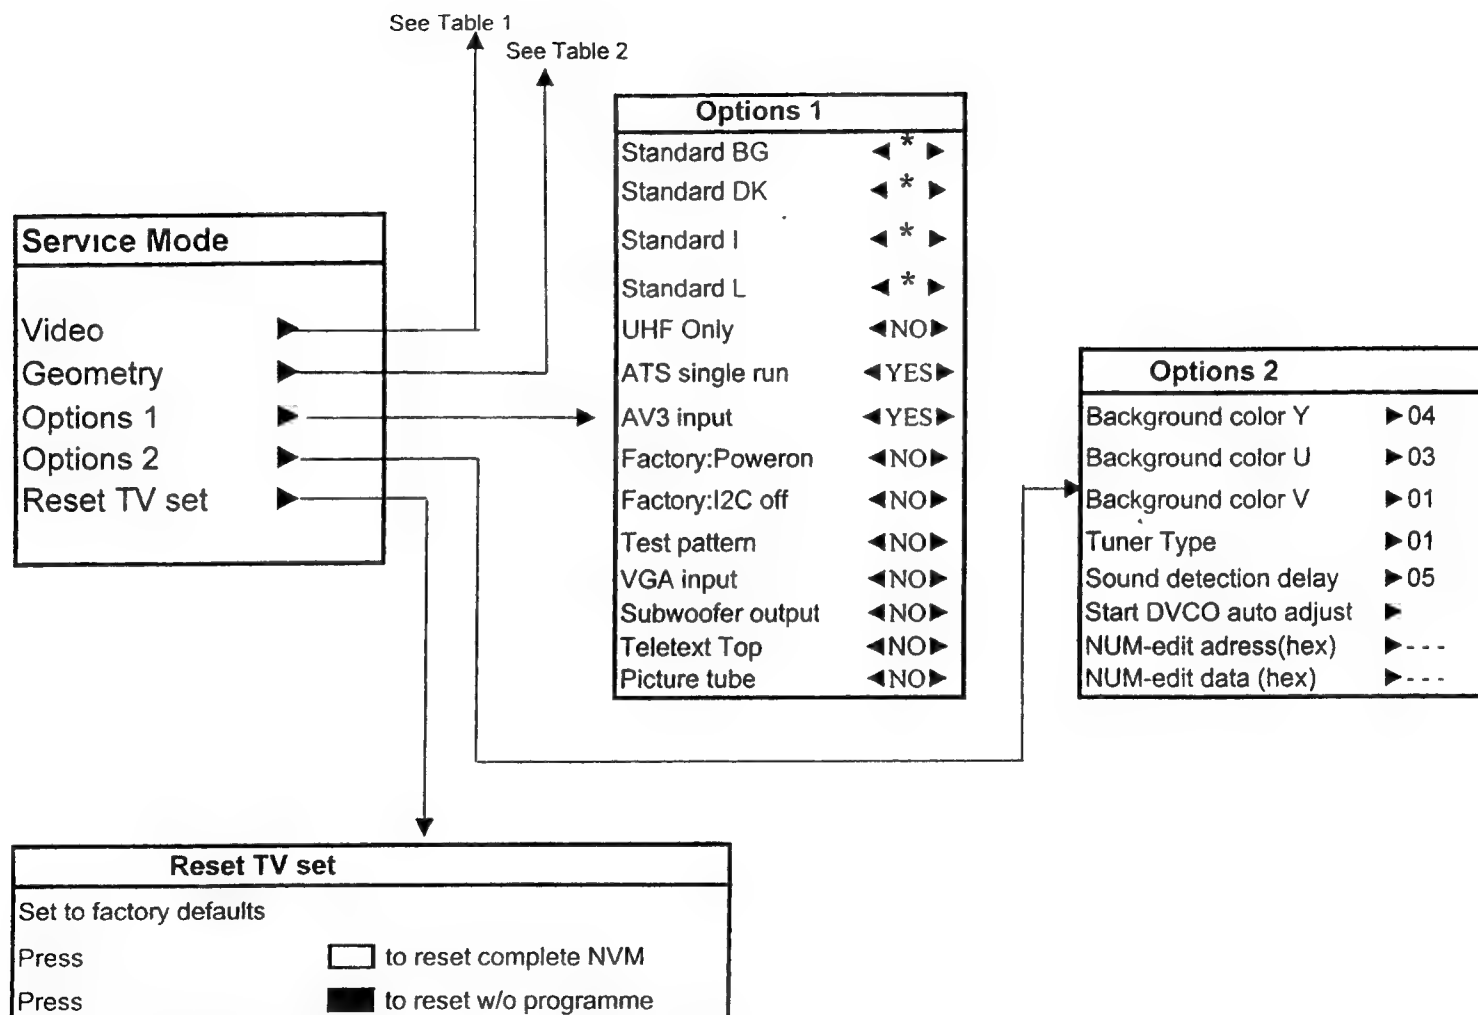 See Table 1
See Table 2
Service Mode
Video ▶
Geometry ▶
Options 1 ▶
Options 2 ▶
Reset TV set ▶
Options 1
Standard BG ◀ * ▶
Standard DK ◀ * ▶
Standard I ◀ * ▶
Standard L ◀ * ▶
UHF Only ◀NO▶
ATS single run ◀YES▶
AV3 input ◀YES▶
Factory:Poweron ◀NO▶
Factory:I2C off ◀NO▶
Test pattern ◀NO▶
VGA input ◀NO▶
Subwoofer output ◀NO▶
Teletext Top ◀NO▶
Picture tube ◀NO▶
Options 2
Background color Y ▶04
Background color U ▶03
Background color V ▶01
Tuner Type ▶01
Sound detection delay ▶05
Start DVCO auto adjust ▶
NUM-edit adress(hex) ▶- - -
NUM-edit data (hex) ▶- - -
Reset TV set
Set to factory defaults
Press to reset complete NVM
Press to reset w/o programme